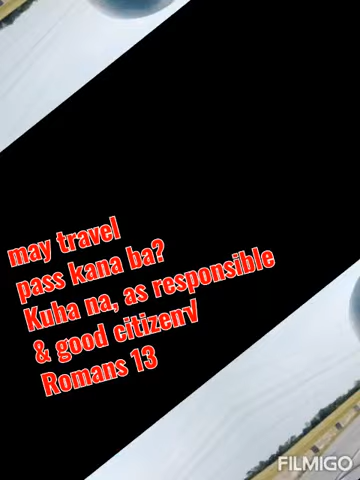 may travel
pass kana ba?
Kuha na, as responsible
& good citizen√
Romans 13
FILMIGO